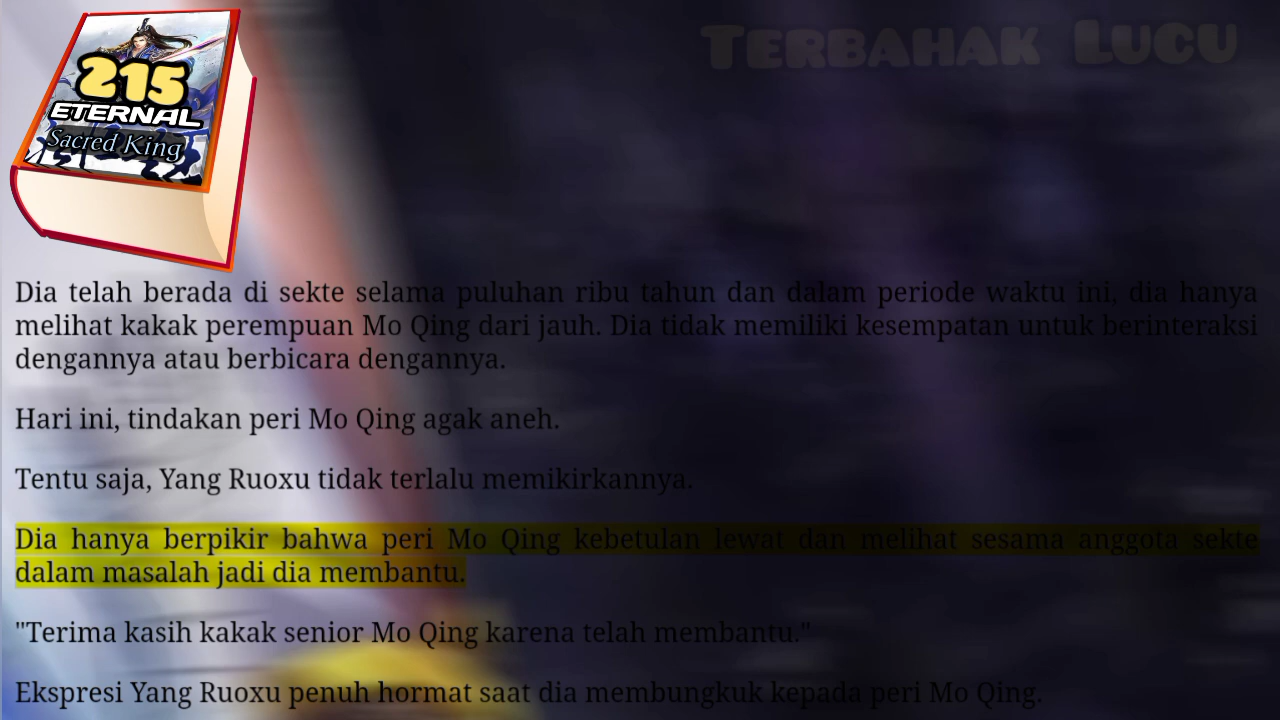 Terbahak Lucu
215
ETERNAL
Sacred King
Dia telah berada di sekte selama puluhan ribu tahun dan dalam periode waktu ini, dia hanya
melihat kakak perempuan Mo Qing dari jauh. Dia tidak memiliki kesempatan untuk berinteraksi
dengannya atau berbicara dengannya.
Hari ini, tindakan peri Mo Qing agak aneh.
Tentu saja, Yang Ruoxu tidak terlalu memikirkannya.
Dia hanya berpikir bahwa peri Mo Qing kebetulan lewat dan melihat sesama anggota sekte
dalam masalah jadi dia membantu.
"Terima kasih kakak senior Mo Qing karena telah membantu."
Ekspresi Yang Ruoxu penuh hormat saat dia membungkuk kepada peri Mo Qing.